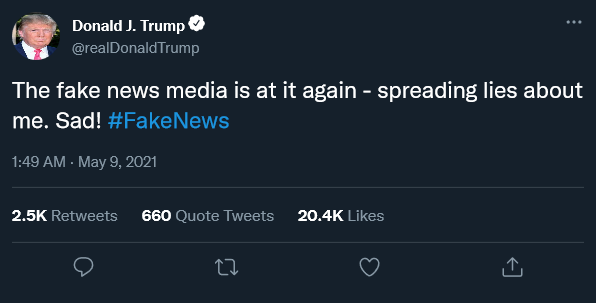 Donald J. Trump
@realDonaldTrump
The fake news media is at it again - spreading lies about
me. Sad! #FakeNews
1:49 AM · May 9, 2021
2.5K Retweets 660 Quote Tweets 20.4K Likes